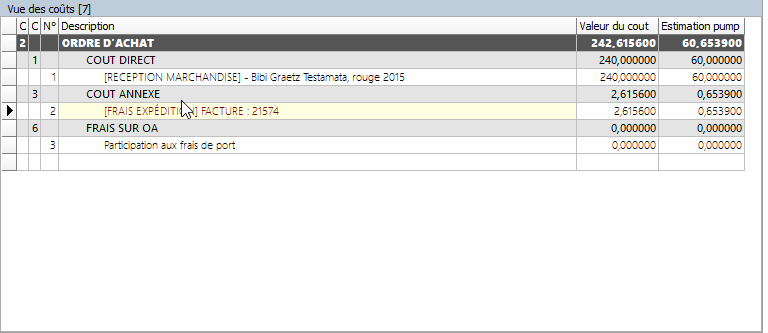 Vue des coûts [7]
C C N° Description Valeur du cout Estimation pump
2 ORDRE D'ACHAT 242,615600 60,653900
1 COUT DIRECT 240,000000 60,000000
1 [RECEPTION MARCHANDISE] - Bibi Graetz Testamata, rouge 2015 240,000000 60,000000
3 COUT ANNEXE 2,615600 0,653900
2 [FRAIS EXPÉDITION] FACTURE : 21574 2,615600 0,653900
6 FRAIS SUR OA 0,000000 0,000000
3 Participation aux frais de port 0,000000 0,000000